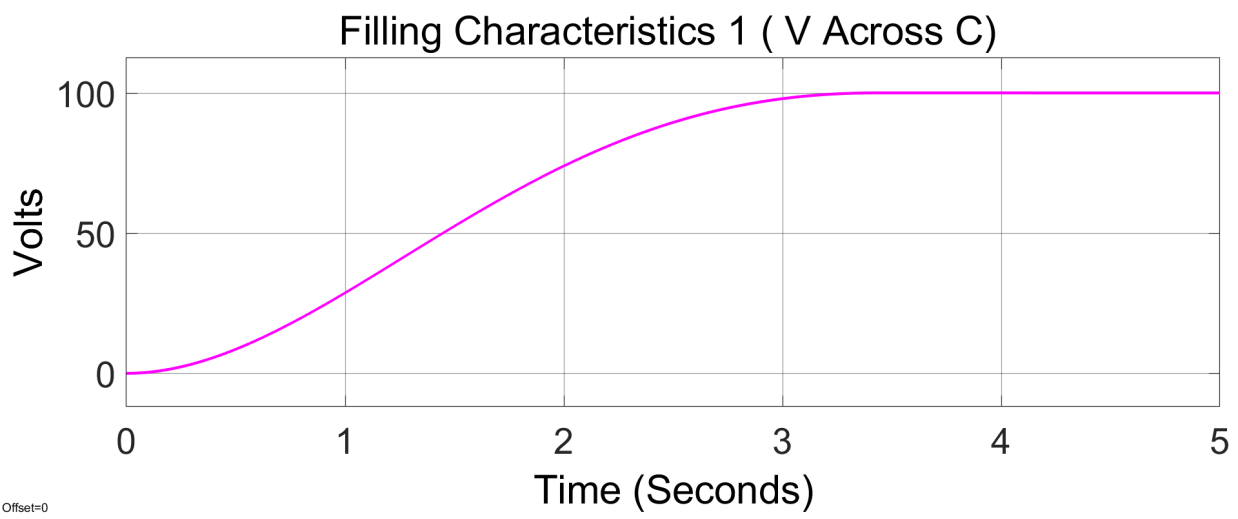 Filling Characteristics 1 ( V Across C)
100
50
0
Volts
0 1 2 3 4 5
Time (Seconds)
Offset=0